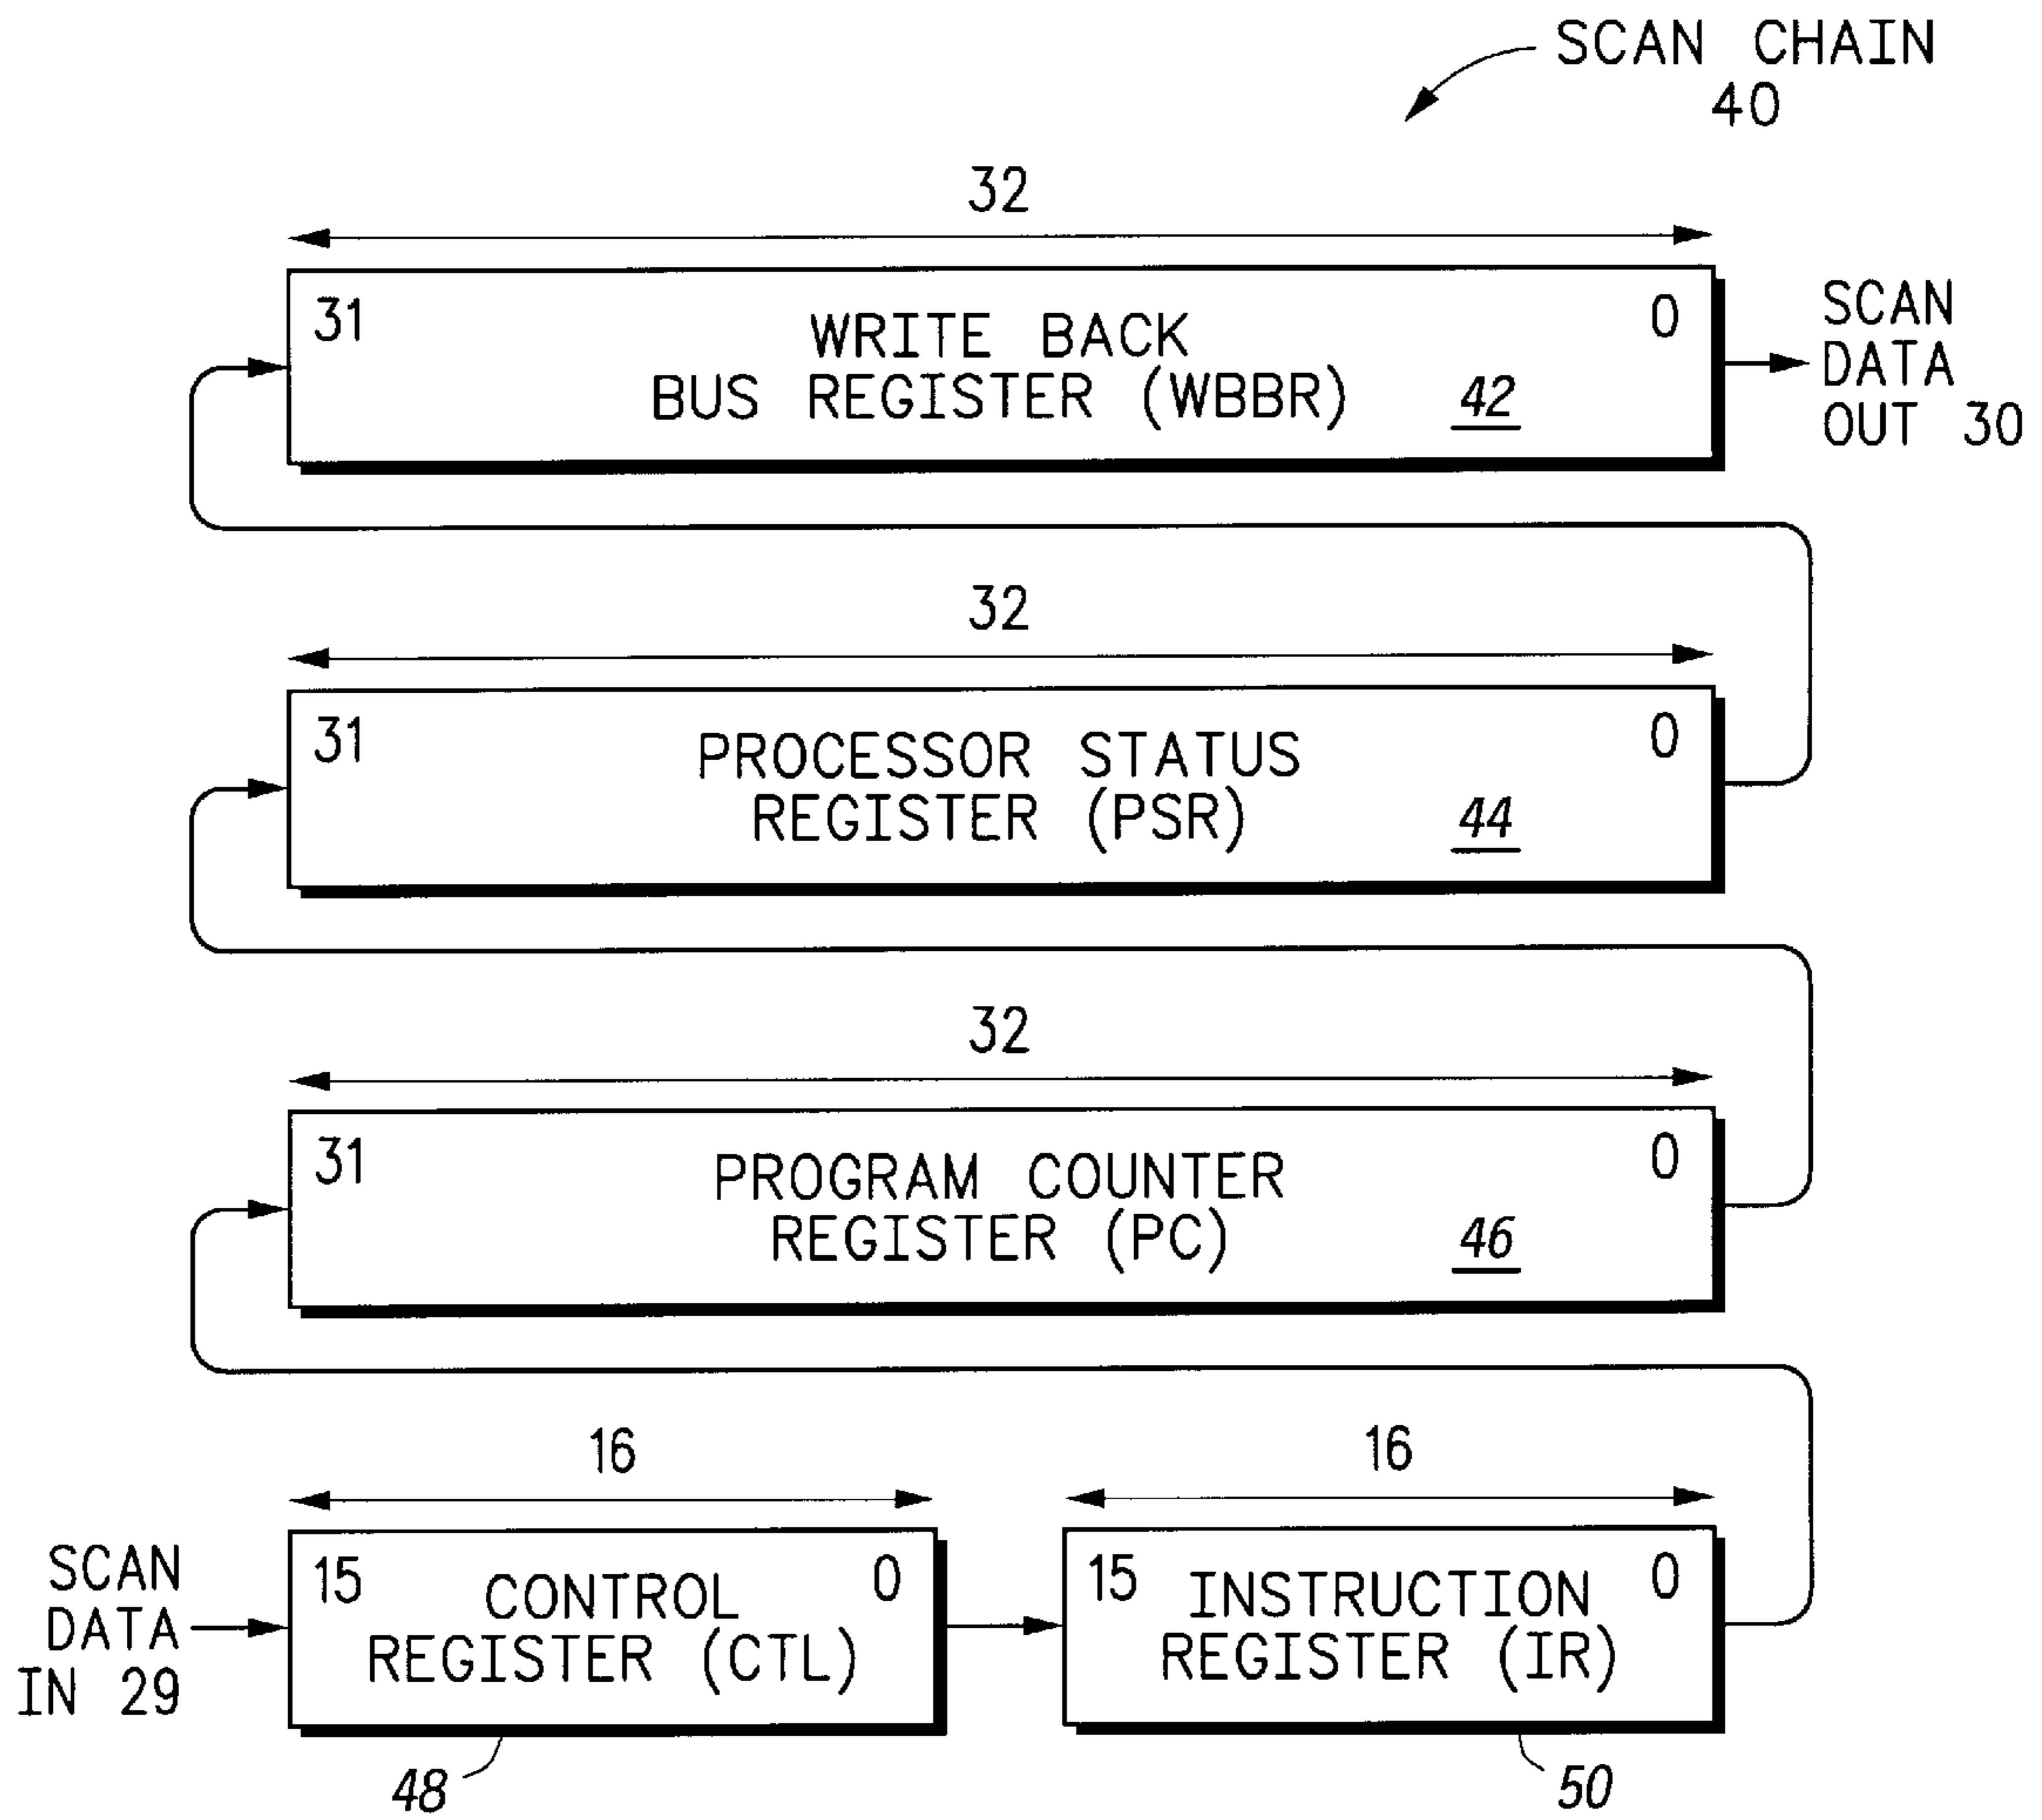 SCAN CHAIN
40
32
31
0
WRITE BACK
BUS REGISTER (WBBR)
42
SCAN
DATA
OUT 30
32
31
0
PROCESSOR STATUS
REGISTER (PSR)
44
32
31
0
PROGRAM COUNTER
REGISTER (PC)
46
16
16
SCAN
DATA
IN 29
15
0
CONTROL
REGISTER (CTL)
15
0
INSTRUCTION
REGISTER (IR)
48
50